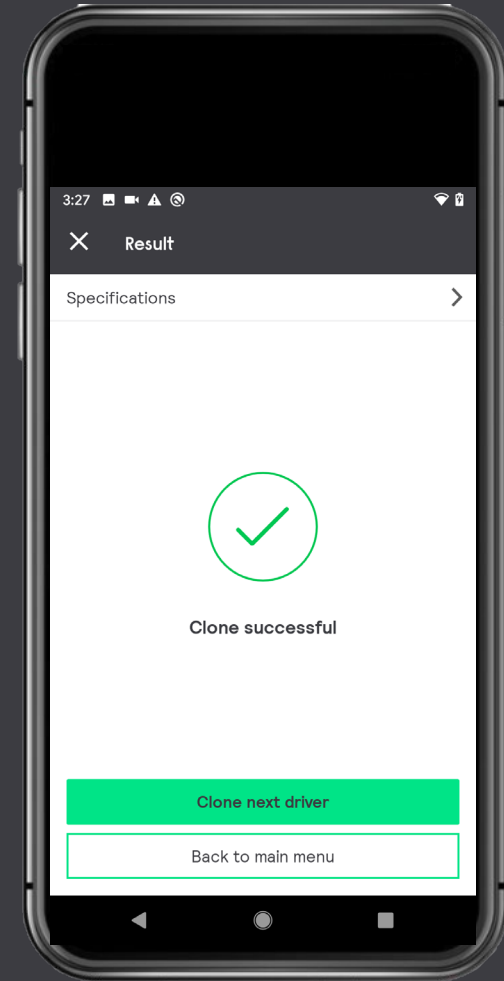 3:27
Result
Specifications
Clone successful
Clone next driver
Back to main menu